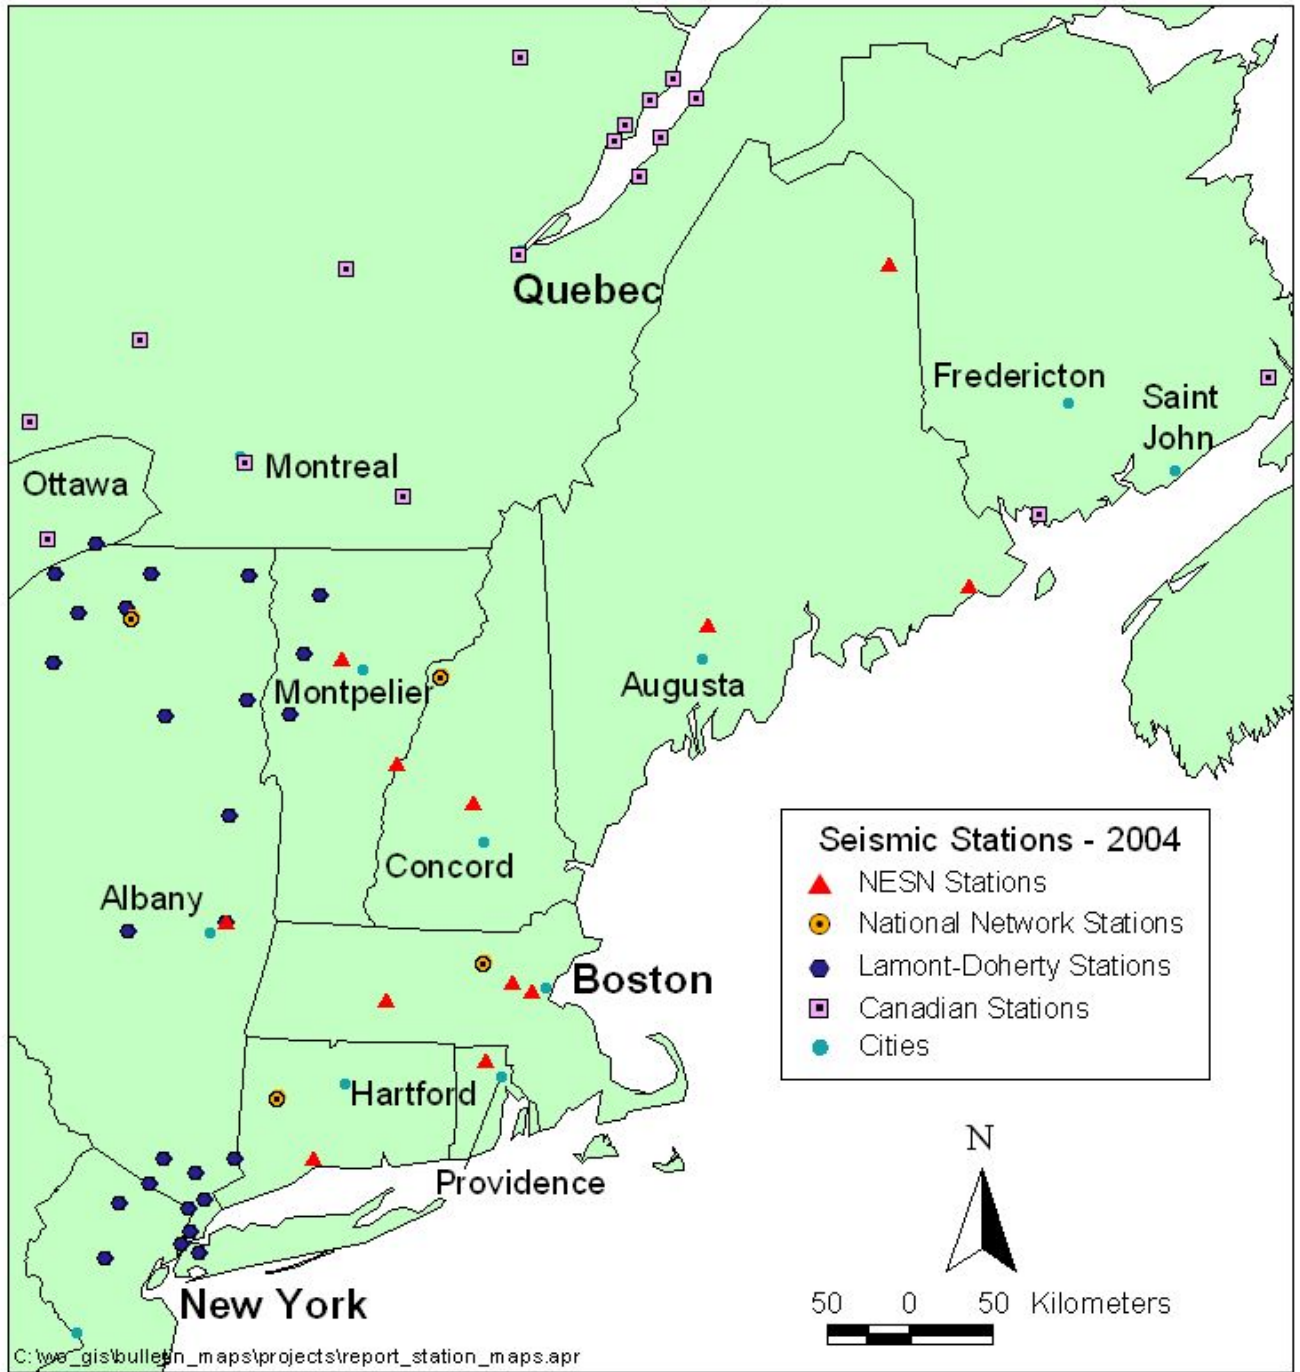 Quebec
Fredericton
Saint
John
Montreal
Ottawa
Montpelier
Augusta
Concord
Albany
Boston
Hartford
Providence
New York
Seismic Stations - 2004
NESN Stations
National Network Stations
Lamont-Doherty Stations
Canadian Stations
Cities
N
50 0 50 Kilometers
_gis\bulletin_maps\projects\report_station_maps.apr